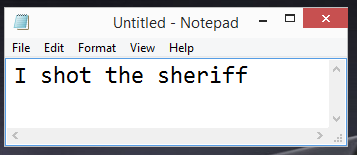 Untitled - Notepad
File Edit Format View Help
I shot the sheriff